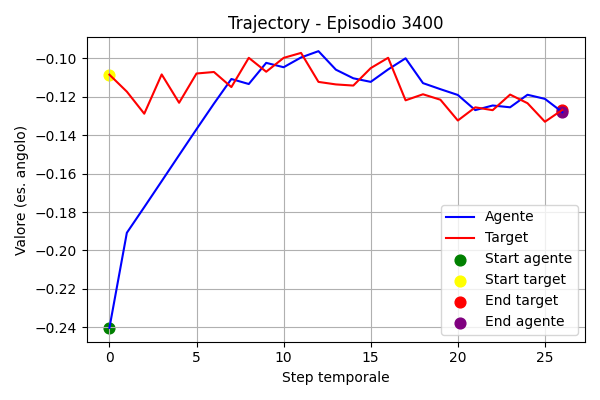 Trajectory - Episodio 3400
Valore (es. angolo)
−0.10
−0.12
−0.14
−0.16
−0.18
−0.20
−0.22
−0.24
0 5 10 15 20 25
Step temporale
Agente
Target
Start agente
Start target
End target
End agente